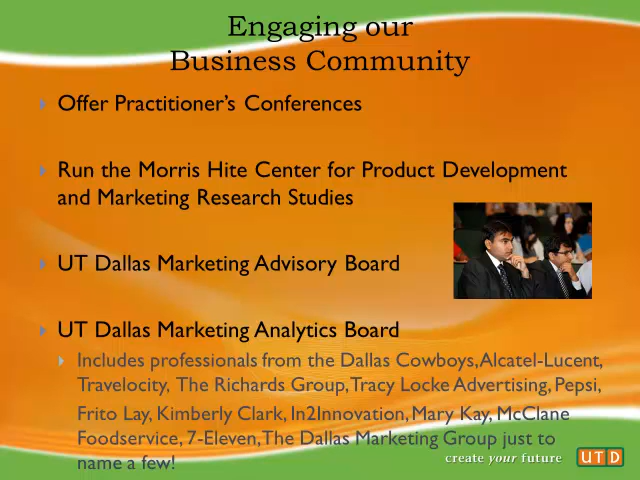 Engaging our
Business Community
Offer Practitioner's Conferences
Run the Morris Hite Center for Product Development
and Marketing Research Studies
UT Dallas Marketing Advisory Board
UT Dallas Marketing Analytics Board
Includes professionals from the Dallas Cowboys, Alcatel-Lucent,
Travelocity, The Richards Group, Tracy Locke Advertising, Pepsi,
Frito Lay, Kimberly Clark, In2Innovation, Mary Kay, McClane
Foodservice, 7-Eleven, The Dallas Marketing Group just to
name a few!
create your future UTD